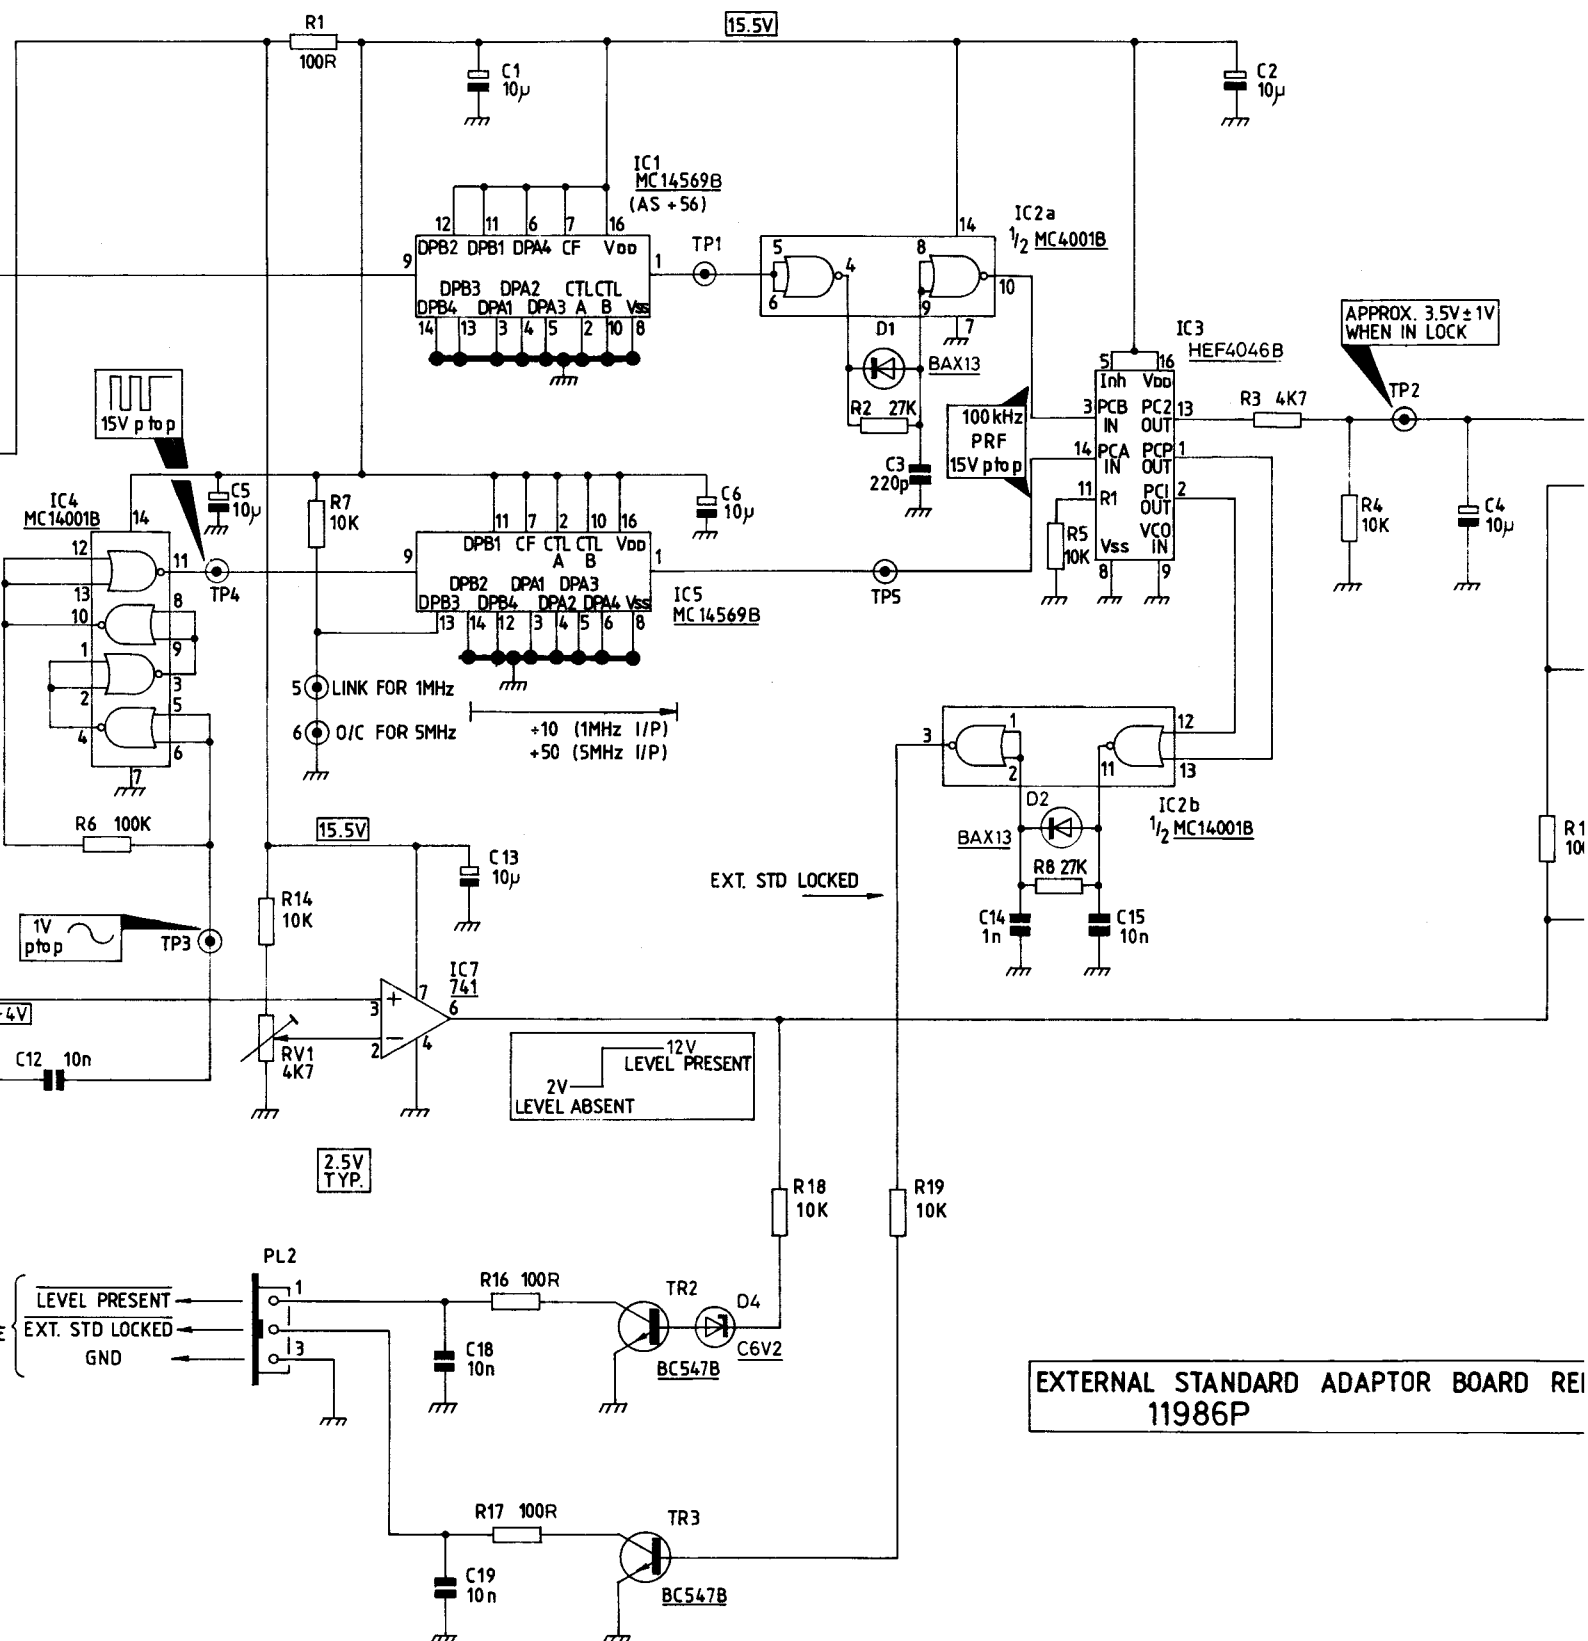 R1
100R
15.5V
C1
10µ
C2
10µ
IC1
MC14569B
(AS ÷56)
12 11 6 7 16
DPB2 DPB1 DPA4 CF VDD
9
1
DPB3 DPA2 CTL CTL
DPB4 DPA1 DPA3 A B Vss
14 13 3 4 5 2 10 8
TP1
IC2a
1/2 MC4001B
14
5
6
4
8
9
10
7
D1
BAX13
R2 27K
C3
220p
100kHz
PRF
15V ptop
IC3
HEF4046B
5 16
Inh VDD
3 PCB IN
PC2 OUT 13
14 PCA IN
PCP OUT 1
11 R1
PCI OUT 2
VCO IN
Vss
8 9
R5
10K
APPROX. 3.5V ± 1V
WHEN IN LOCK
R3 4K7
TP2
R4
10K
C4
10µ
15V ptop
IC4
MC14001B
14
12
13
11
10
8
9
1
2
3
4
5
6
7
TP4
C5
10µ
R7
10K
C6
10µ
11 7 2 10 16
DPB1 CF CTL CTL VDD
A B
9
1
DPB2 DPA1 DPA3
DPB3 DPB4 DPA2 DPA4 Vss
13 14 12 3 4 5 6 8
IC5
MC14569B
TP5
5 LINK FOR 1MHz
6 O/C FOR 5MHz
÷10 (1MHz I/P)
÷50 (5MHz I/P)
3
1
2
12
11
13
IC2b
1/2 MC14001B
D2
BAX13
R8 27K
C14
1n
C15
10n
R1
10
R6 100K
15.5V
C13
10µ
R14
10K
EXT. STD LOCKED
1V
ptop
TP3
4V
C12 10n
RV1
4K7
IC7
741
3
2
7
6
4
12V
LEVEL PRESENT
2V
LEVEL ABSENT
2.5V
TYP.
R18
10K
R19
10K
PL2
1
3
LEVEL PRESENT
EXT. STD LOCKED
GND
R16 100R
TR2
BC547B
D4
C6V2
C18
10n
R17 100R
TR3
BC547B
C19
10n
EXTERNAL STANDARD ADAPTOR BOARD
11986P